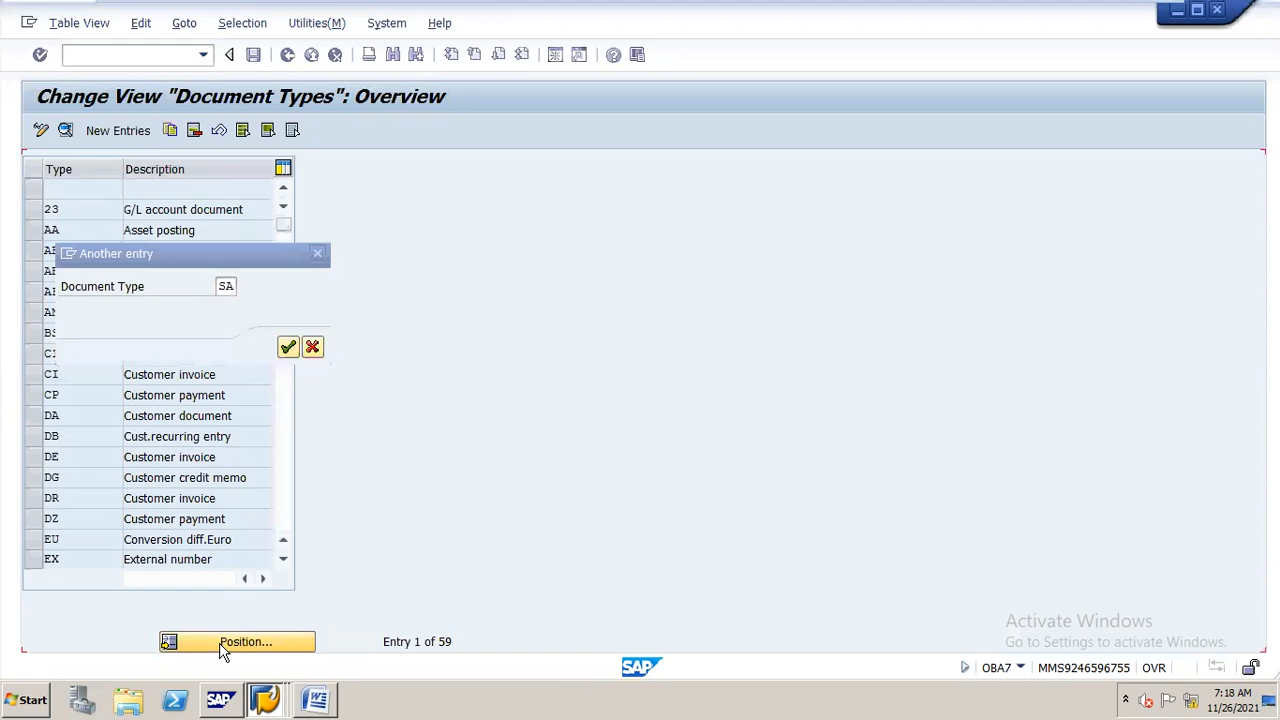 Table View Edit Goto Selection Utilities(M) System Help
Change View "Document Types": Overview
New Entries
Type Description
23 G/L account document
AA Asset posting
Another entry
Document Type SA
CI Customer invoice
CP Customer payment
DA Customer document
DB Cust.recurring entry
DE Customer invoice
DG Customer credit memo
DR Customer invoice
DZ Customer payment
EU Conversion diff.Euro
EX External number
Position... Entry 1 of 59
Activate Windows
Go to Settings to activate Windows.
SAP OBA7 MMS9246596755 OVR
Start SAP 7:18 AM
11/26/2021